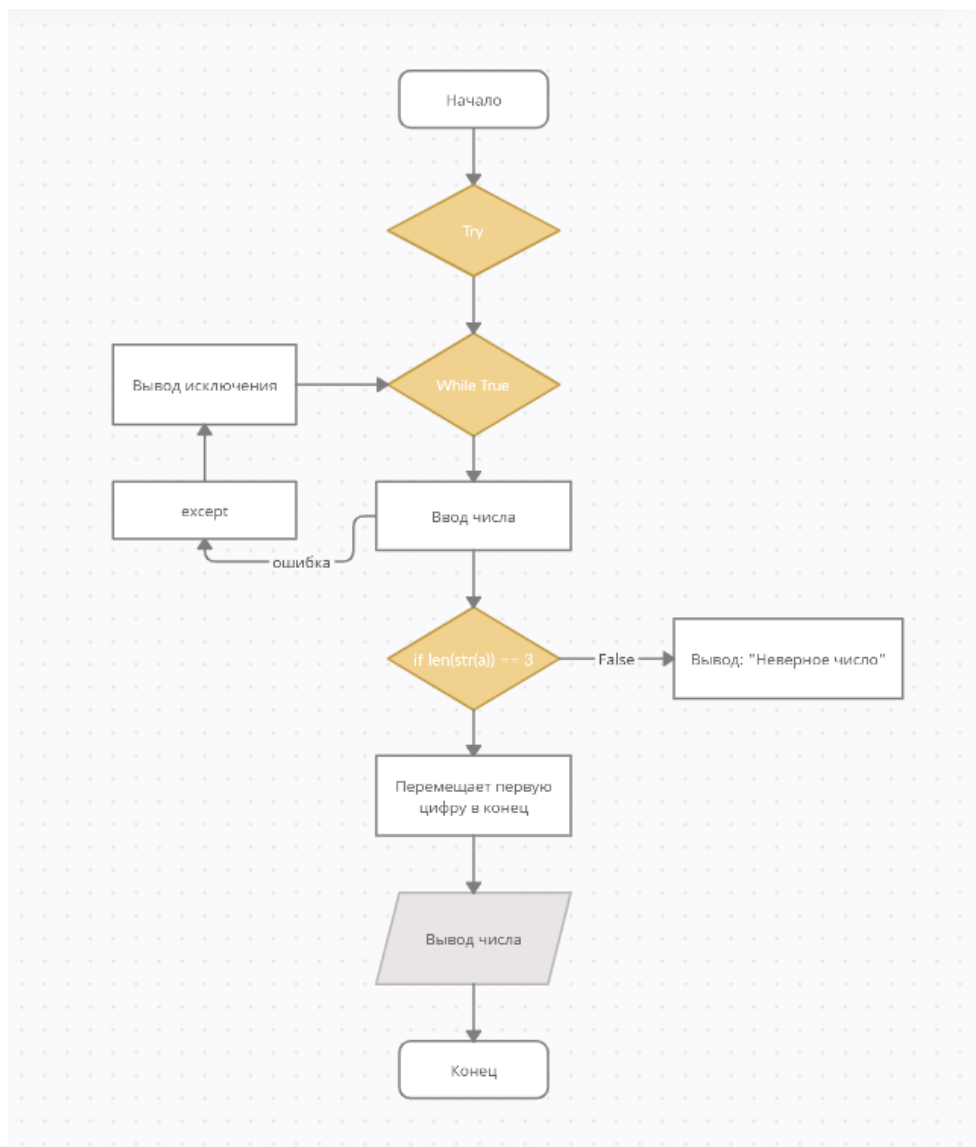 Начало
Try
While True
Вывод исключения
except
Ввод числа
ошибка
if len(str(a)) == 3
False
Вывод: "Неверное число"
Перемещает первую
цифру в конец
Вывод числа
Конец